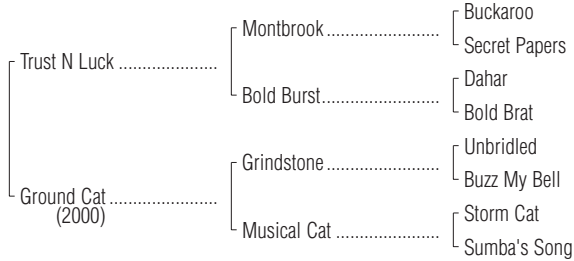 Buckaroo
Montbrook ............................
Secret Papers
Trust N Luck ......................
Dahar
Bold Burst.............................
Bold Brat
Unbridled
Grindstone ............................
Buzz My Bell
Ground Cat ........................
(2000)
Storm Cat
Musical Cat ..........................
Sumba's Song